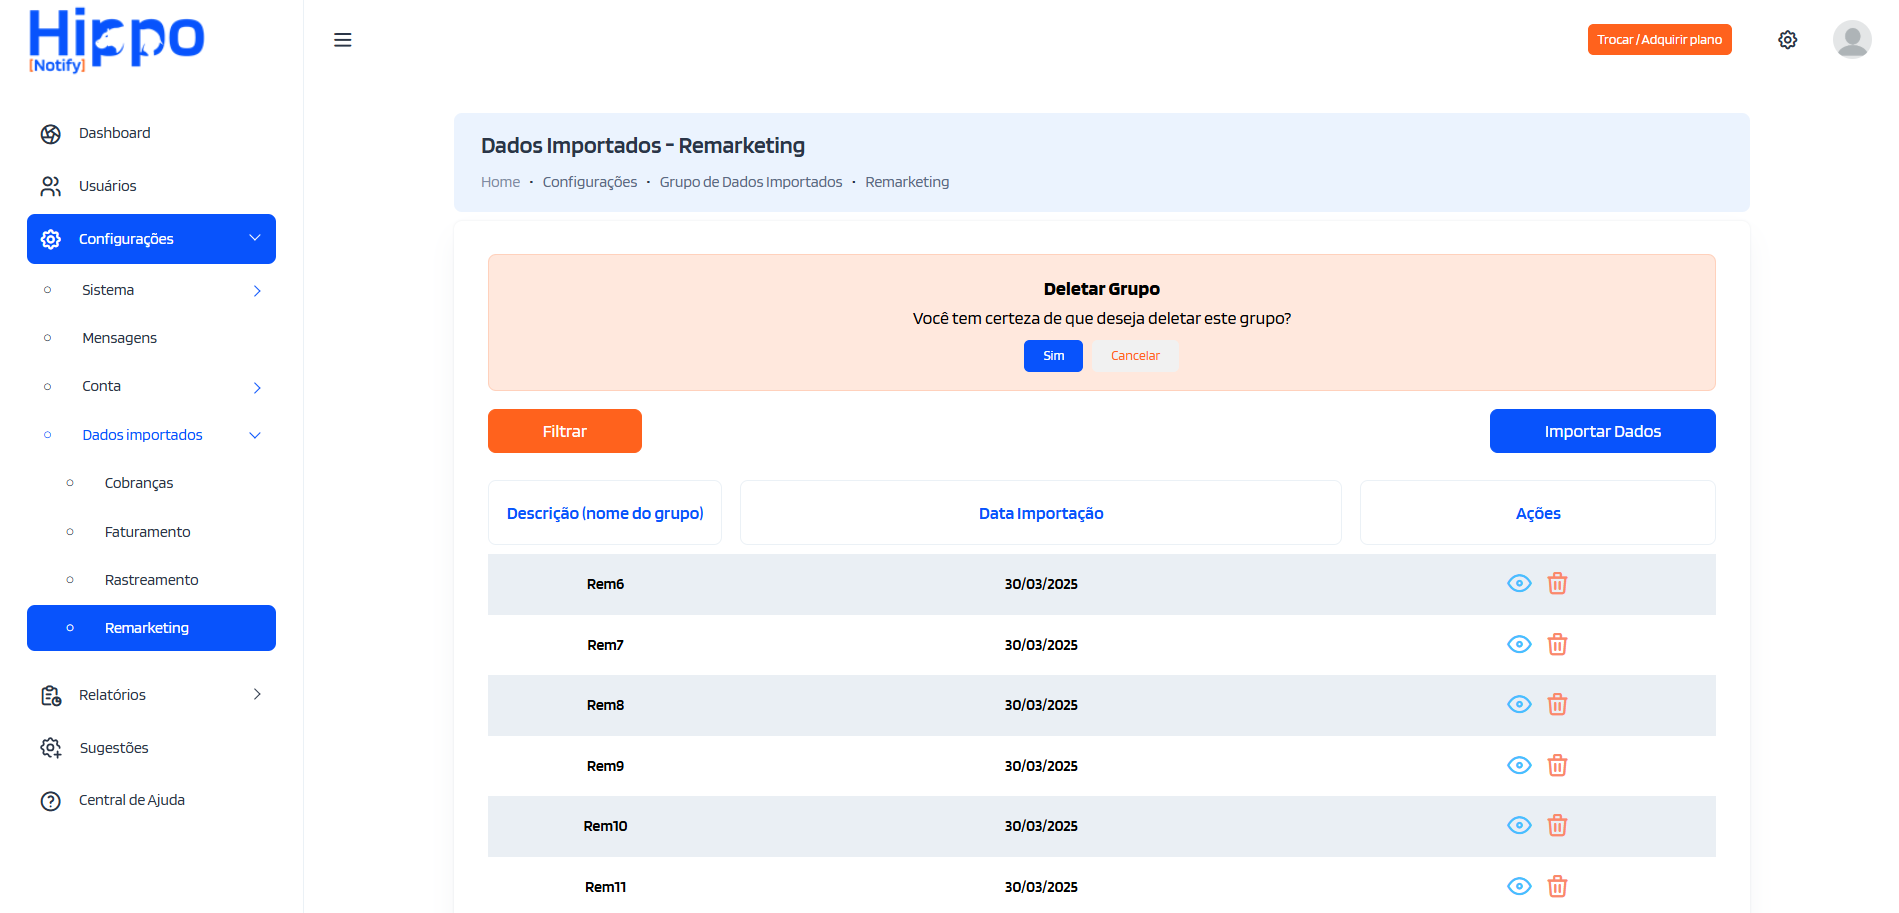 Hippo
[Notify]
Trocar / Adquirir plano
Dashboard
Usuários
Configurações
Sistema
Mensagens
Conta
Dados importados
Cobranças
Faturamento
Rastreamento
Remarketing
Relatórios
Sugestões
Central de Ajuda
Dados Importados - Remarketing
Home • Configurações • Grupo de Dados Importados • Remarketing
Deletar Grupo
Você tem certeza de que deseja deletar este grupo?
Sim Cancelar
Filtrar Importar Dados
Descrição (nome do grupo) Data Importação Ações
Rem6 30/03/2025
Rem7 30/03/2025
Rem8 30/03/2025
Rem9 30/03/2025
Rem10 30/03/2025
Rem11 30/03/2025